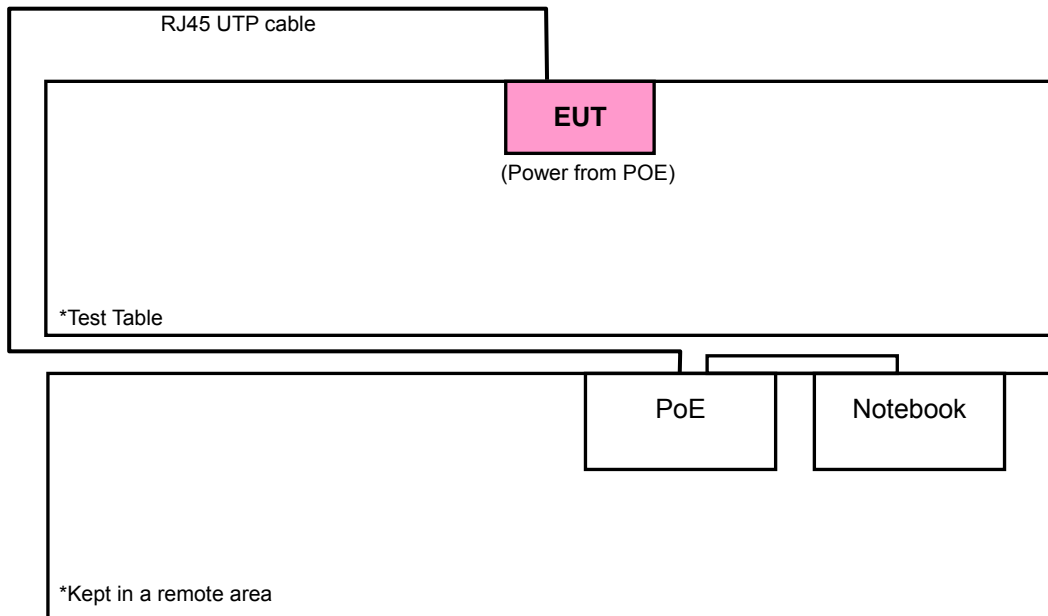 RJ45 UTP cable
EUT
(Power from POE)
*Test Table
PoE
Notebook
*Kept in a remote area